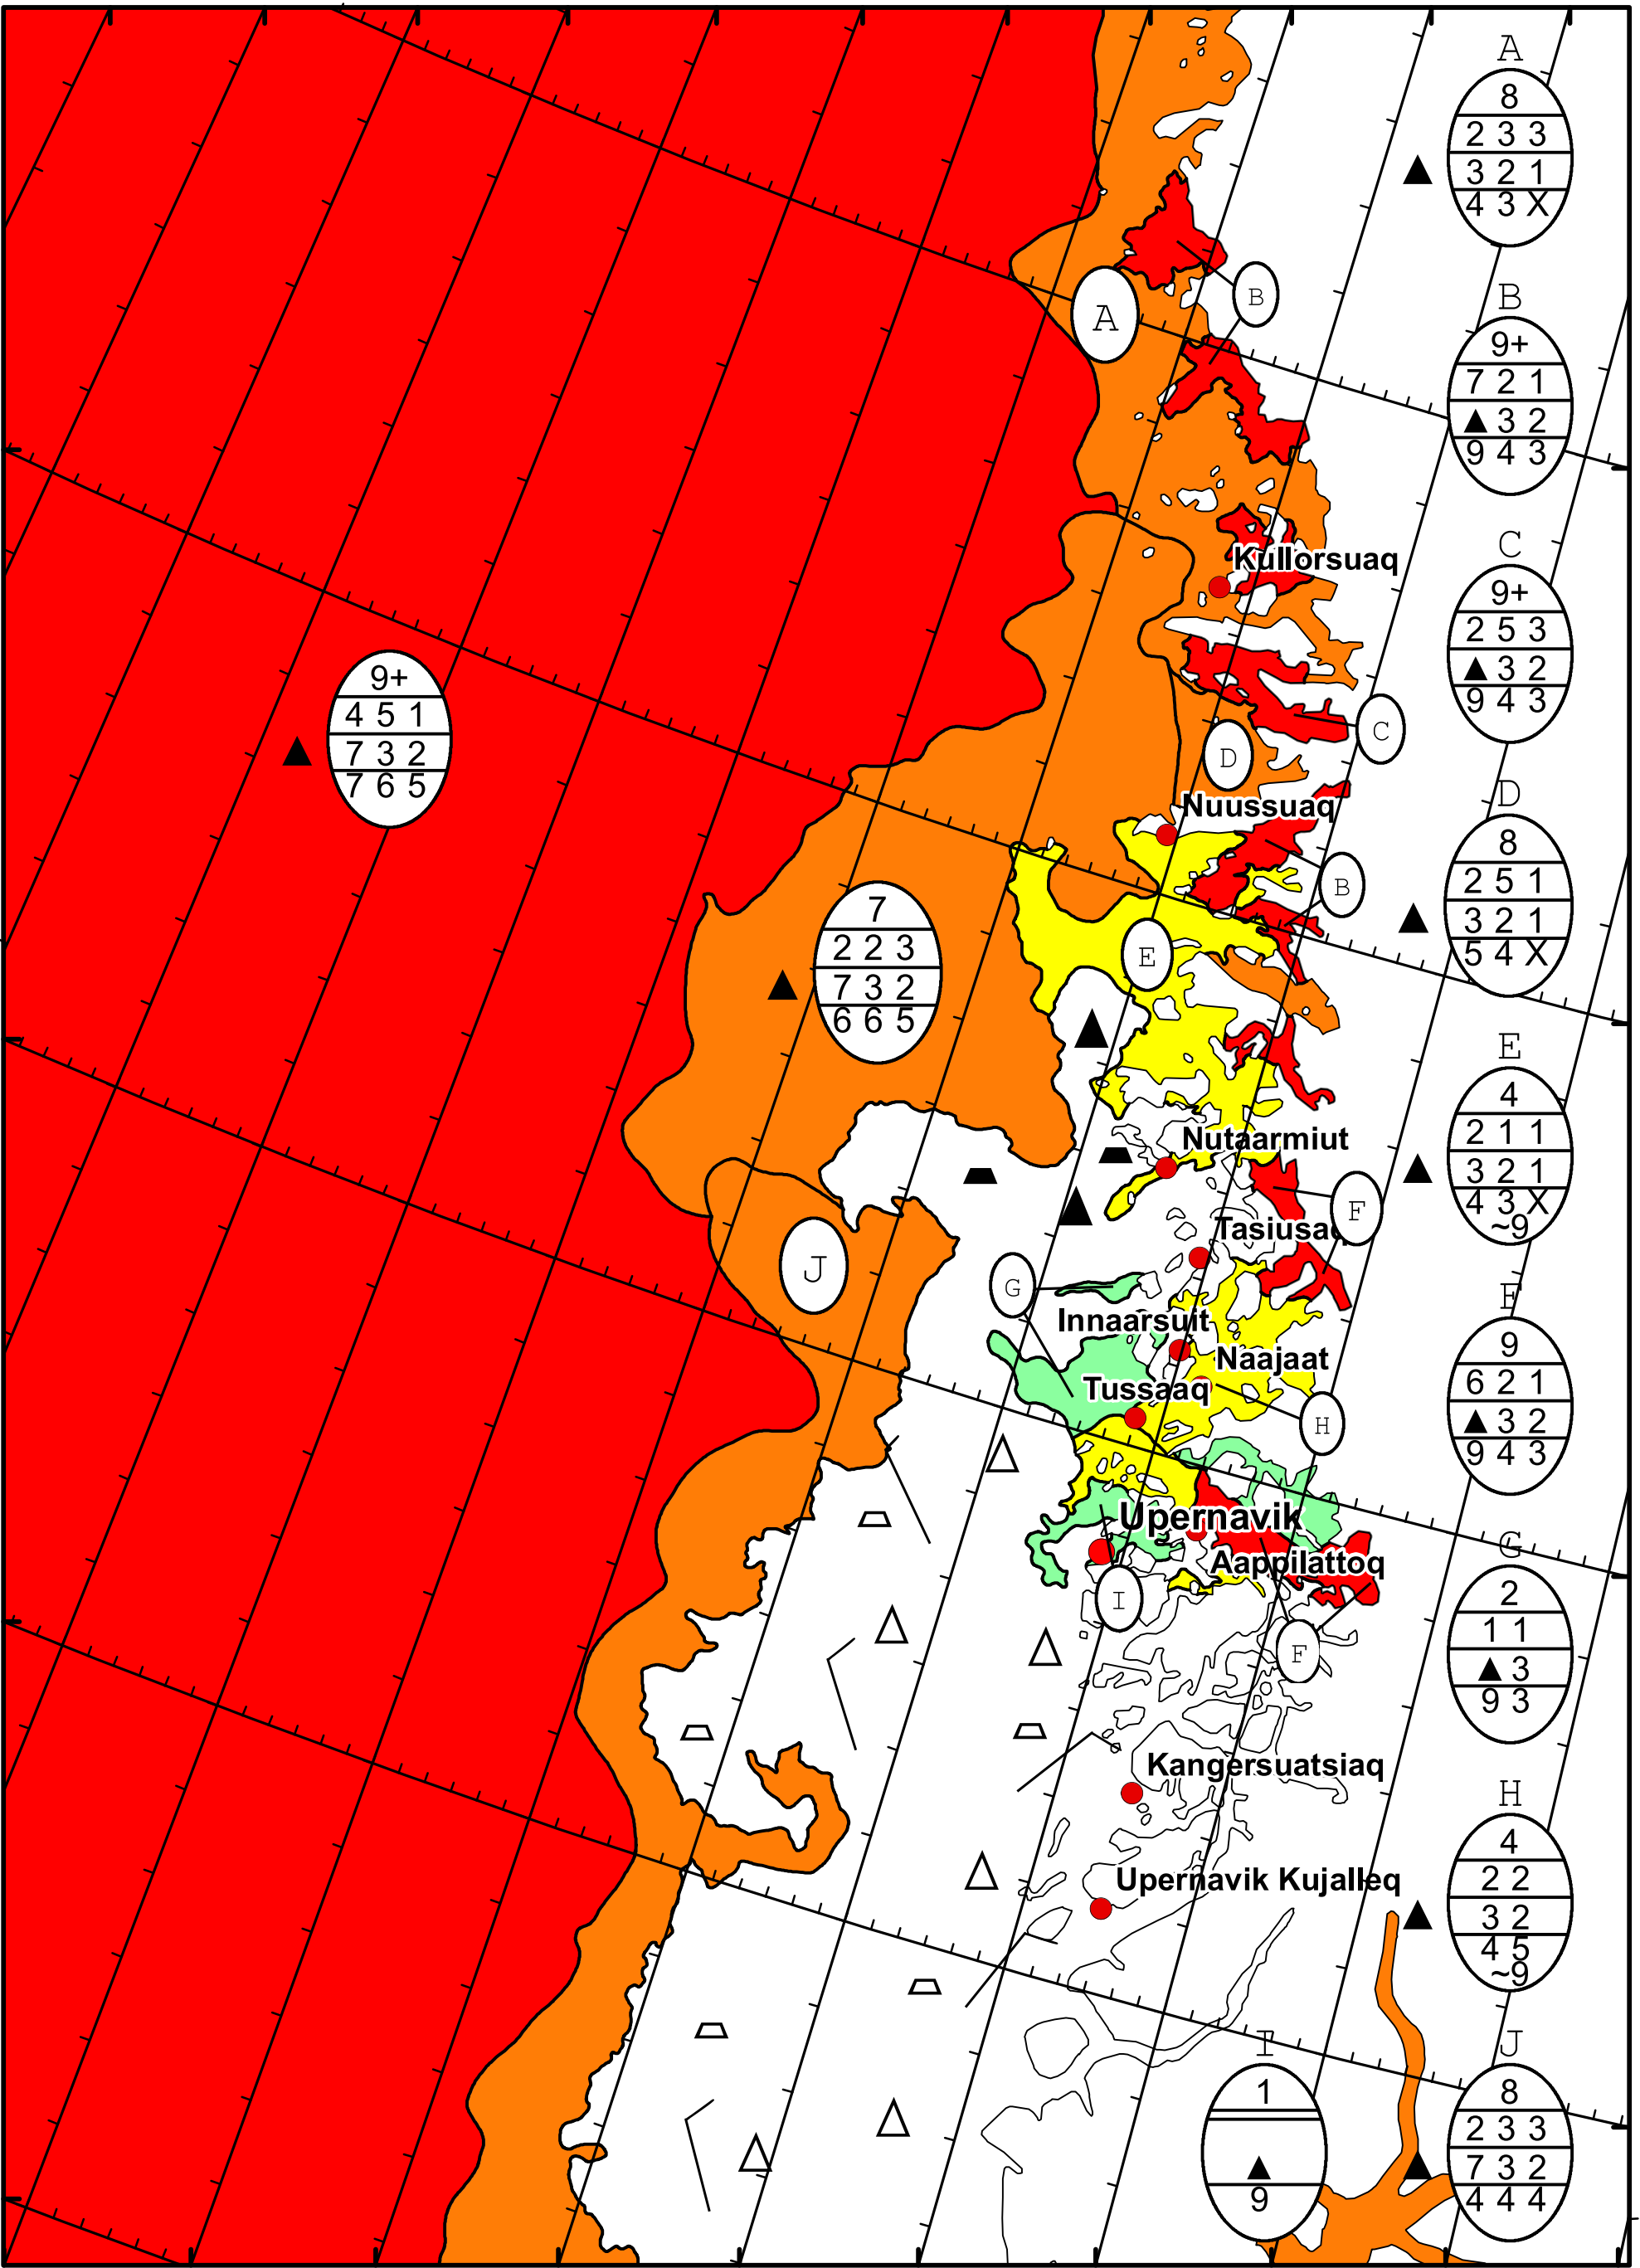 A
8
2 3 3
3 2 1
4 3 X
B
9+
7 2 1
▲ 3 2
9 4 3
C
9+
2 5 3
▲ 3 2
9 4 3
D
8
2 5 1
3 2 1
5 4 X
E
4
2 1 1
3 2 1
4 3 X
~9
F
9
6 2 1
▲ 3 2
9 4 3
G
2
1 1
▲ 3
9 3
H
4
2 2
3 2
4 5
~9
I
1
▲
9
J
8
2 3 3
7 3 2
4 4 4
9+
4 5 1
7 3 2
7 6 5
7
2 2 3
7 3 2
6 6 5
B
A
Kullorsuaq
C
D
Nuussuaq
B
E
Nutaarmiut
F
Tasiusaq
J
G
Innaarsuit
Naajaat
Tussaaq
H
Upernavik
Aappilattoq
I
F
Kangersuatsiaq
Upernavik Kujalleq